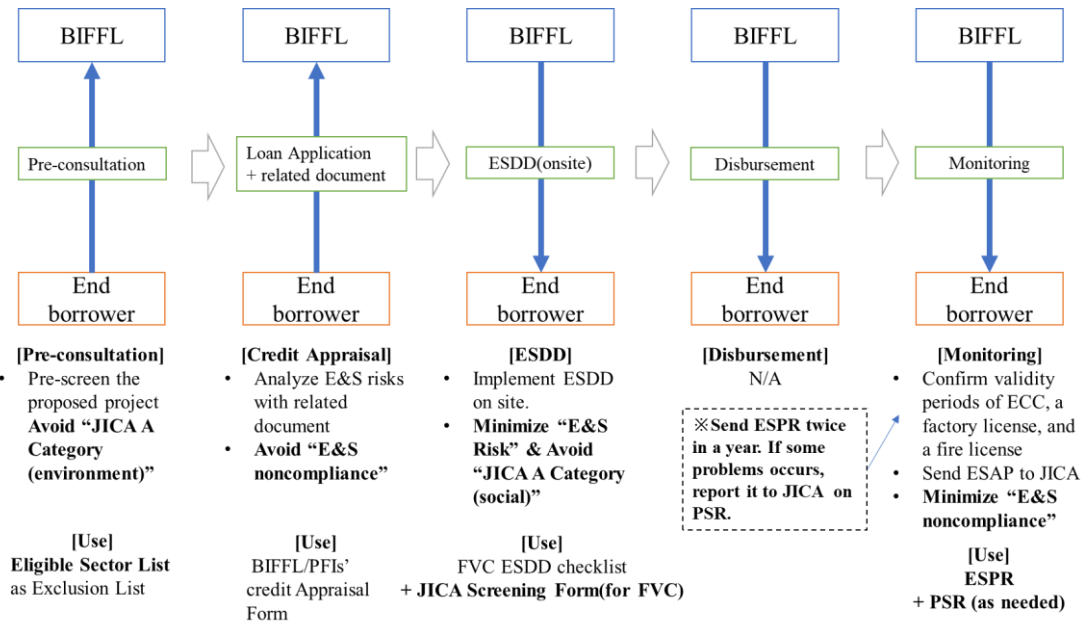 BIFFL
BIFFL
BIFFL
BIFFL
BIFFL
Pre-consultation
Loan Application
+ related document
ESDD(onsite)
Disbursement
Monitoring
End
borrower
End
borrower
End
borrower
End
borrower
End
borrower
[Pre-consultation]
• Pre-screen the
proposed project
Avoid “JICA A
Category
(environment)”
[Use]
Eligible Sector List
as Exclusion List
[Credit Appraisal]
• Analyze E&S risks
with related
document
• Avoid “E&S
noncompliance”
[Use]
BIFFL/PFIs’
credit Appraisal
Form
[ESDD]
• Implement ESDD
on site.
• Minimize “E&S
Risk” & Avoid
“JICA A Category
(social)”
[Use]
FVC ESDD checklist
+ JICA Screening Form(for FVC)
[Disbursement]
N/A
※Send ESPR twice
in a year. If some
problems occurs,
report it to JICA on
PSR.
[Monitoring]
• Confirm validity
periods of ECC, a
factory license, and
a fire license
• Send ESAP to JICA
• Minimize “E&S
noncompliance”
[Use]
ESPR
+ PSR (as needed)